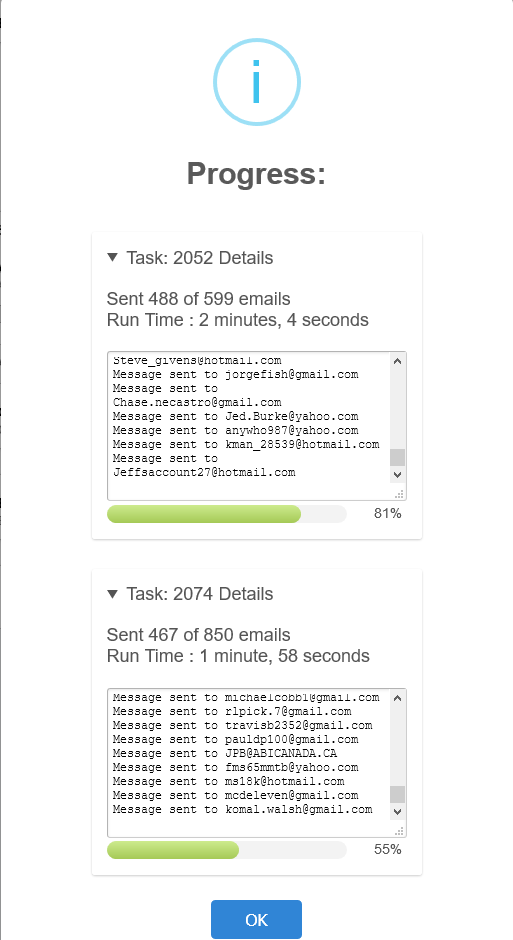 i
Progress:
▼ Task: 2052 Details
Sent 488 of 599 emails
Run Time : 2 minutes, 4 seconds
Steve_givens@hotmail.com
Message sent to jorgefish@gmail.com
Message sent to
Chase.necastro@gmail.com
Message sent to Jed.Burke@yahoo.com
Message sent to anywho987@yahoo.com
Message sent to kman_28539@hotmail.com
Message sent to
Jeffsaccount27@hotmail.com
81%
▼ Task: 2074 Details
Sent 467 of 850 emails
Run Time : 1 minute, 58 seconds
Message sent to michaelcobb1@gmail.com
Message sent to rlpick.7@gmail.com
Message sent to travisb2352@gmail.com
Message sent to pauldp100@gmail.com
Message sent to JPB@ABICANADA.CA
Message sent to fms65mmtb@yahoo.com
Message sent to ms18k@hotmail.com
Message sent to mcdeleven@gmail.com
Message sent to komal.walsh@gmail.com
55%
OK